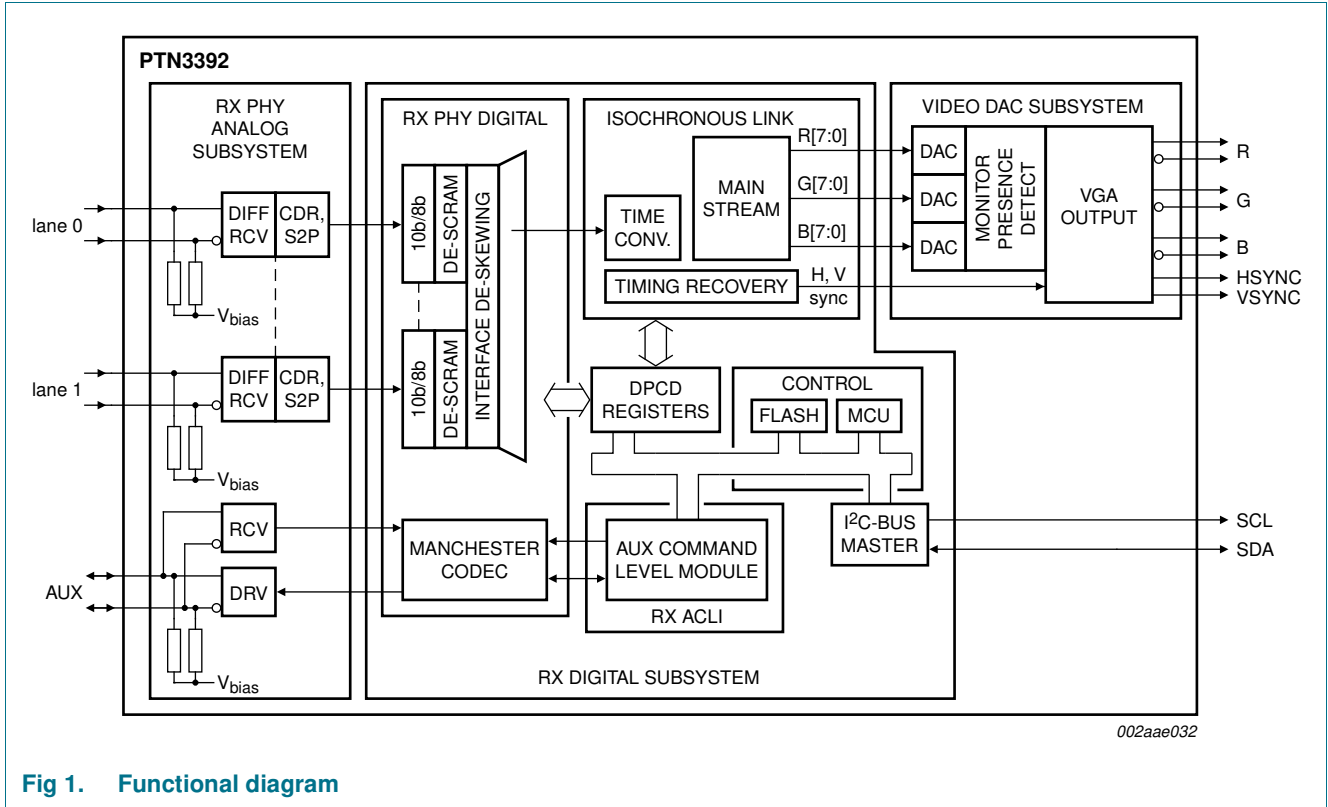 PTN3392
RX PHY
ANALOG
SUBSYSTEM
RX PHY DIGITAL
ISOCHRONOUS LINK
VIDEO DAC SUBSYSTEM
lane 0
DIFF
RCV
CDR,
S2P
Vbias
lane 1
DIFF
RCV
CDR,
S2P
Vbias
AUX
RCV
DRV
Vbias
10b/8b
DE-SCRAM
10b/8b
DE-SCRAM
INTERFACE DE-SKEWING
MANCHESTER
CODEC
TIME
CONV.
MAIN
STREAM
R[7:0]
G[7:0]
B[7:0]
TIMING RECOVERY
H, V
sync
DAC
DAC
DAC
MONITOR
PRESENCE
DETECT
VGA
OUTPUT
R
G
B
HSYNC
VSYNC
DPCD
REGISTERS
CONTROL
FLASH
MCU
AUX COMMAND
LEVEL MODULE
RX ACLI
I2C-BUS
MASTER
SCL
SDA
RX DIGITAL SUBSYSTEM
002aae032
Fig 1. Functional diagram